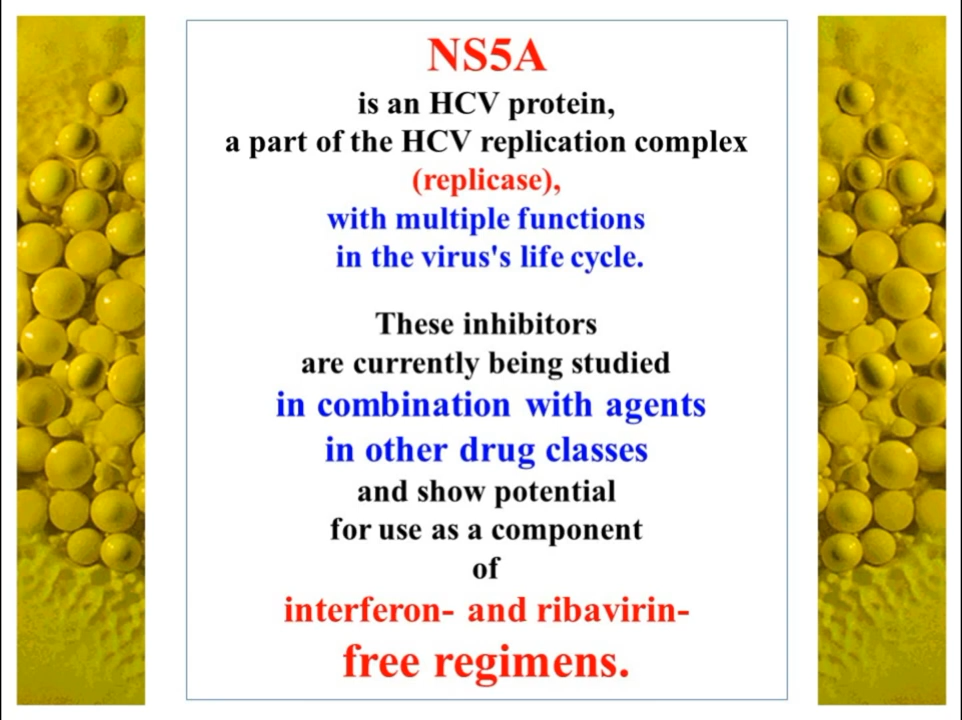 NS5A
is an HCV protein,
a part of the HCV replication complex
(replicase),
with multiple functions
in the virus's life cycle.
These inhibitors
are currently being studied
in combination with agents
in other drug classes
and show potential
for use as a component
of
interferon- and ribavirin-
free regimens.